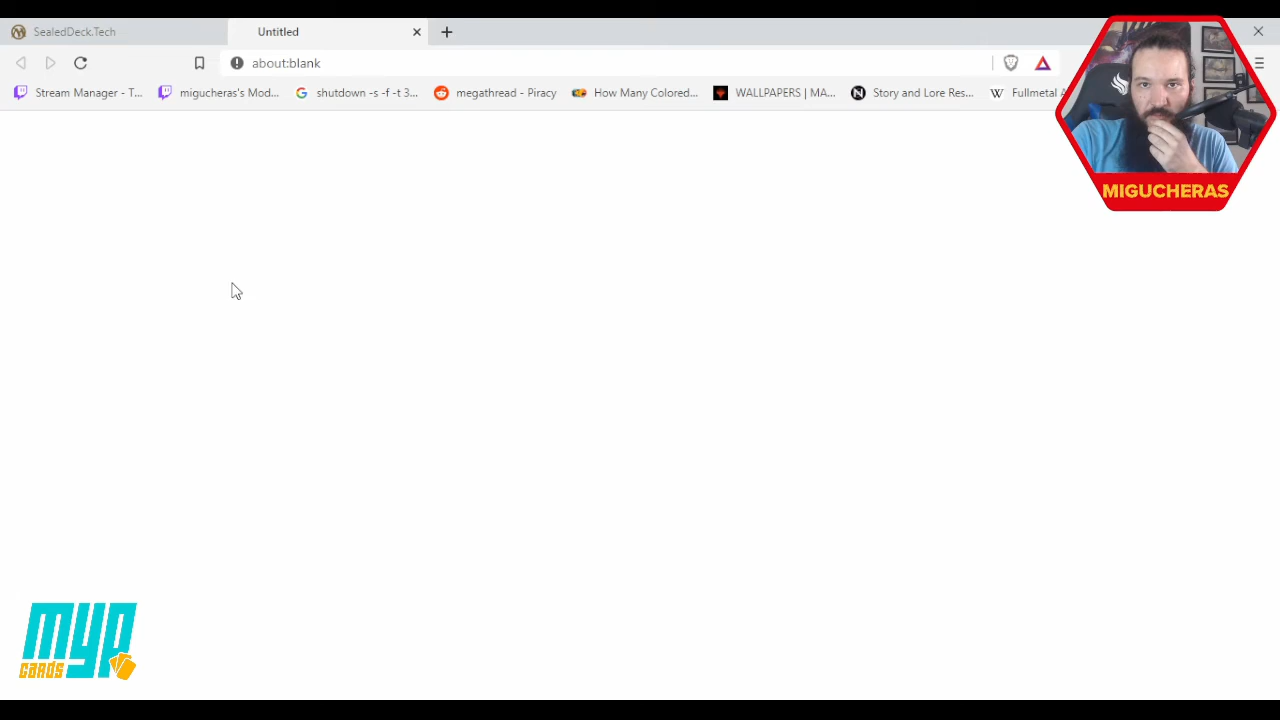 SealedDeck.Tech
Untitled
about:blank
Stream Manager - T...
migucheras's Mod...
shutdown -s -f -t 3...
megathread - Piracy
How Many Colored...
WALLPAPERS | MA...
Story and Lore Res...
W Fullmetal A
MIGUCHERAS
myp
cards